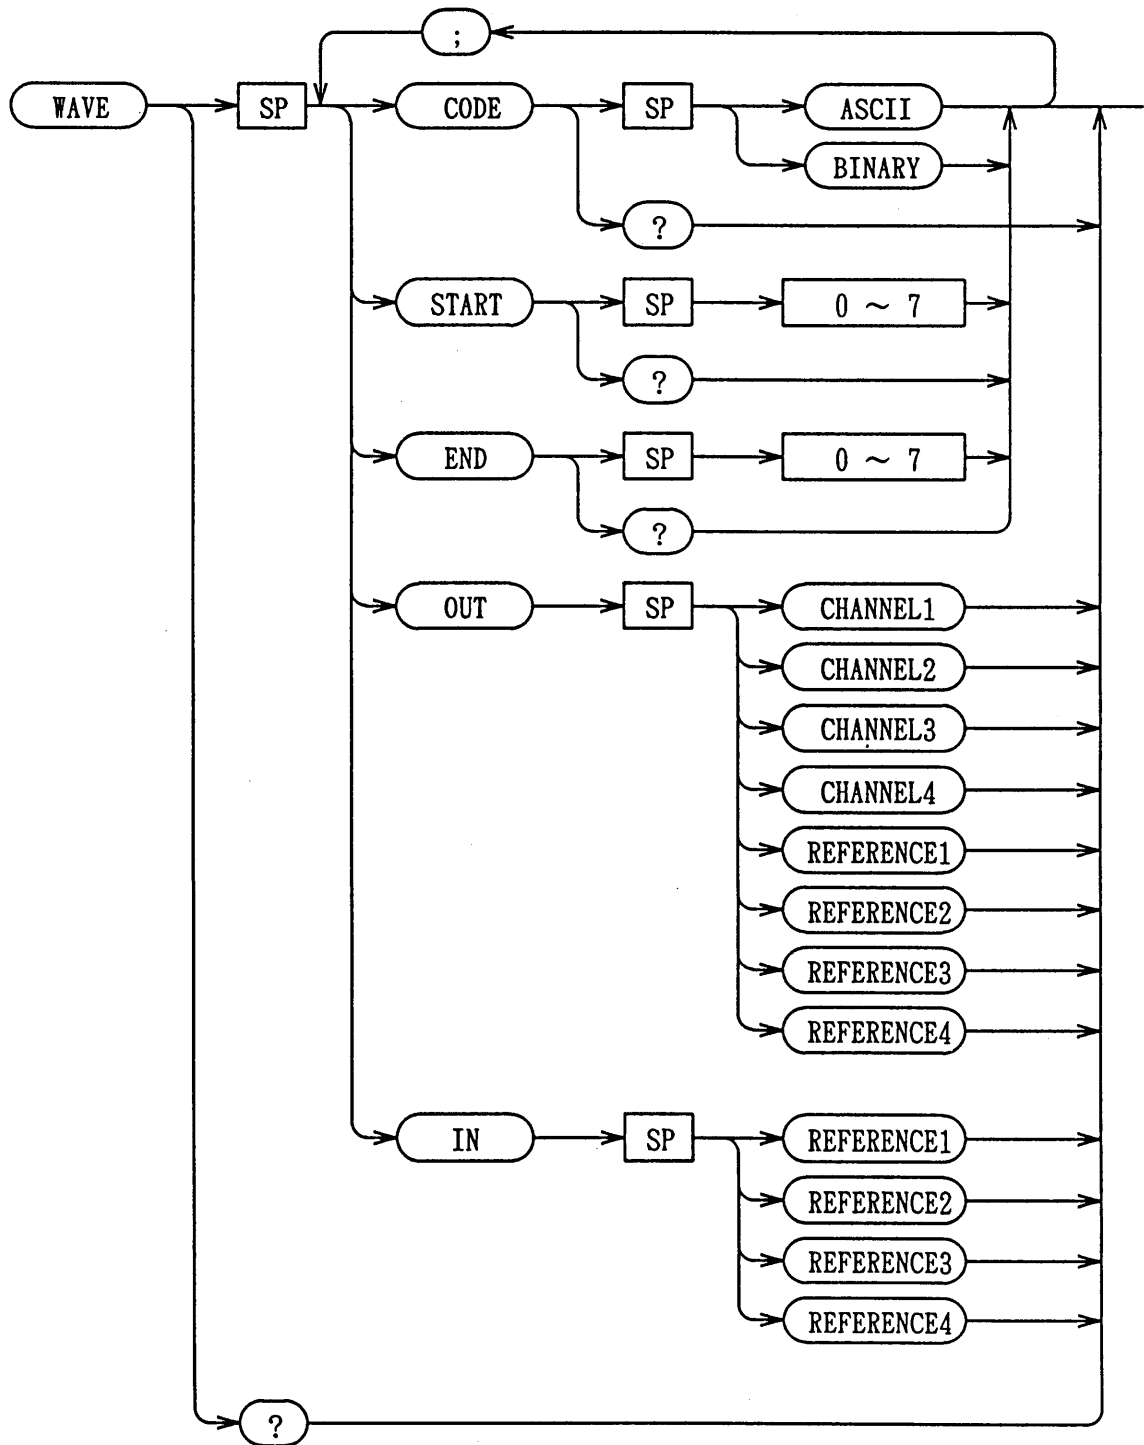 ;
WAVE SP CODE SP ASCII
BINARY
?
START SP 0 ~ 7
?
END SP 0 ~ 7
?
OUT SP CHANNEL1
CHANNEL2
CHANNEL3
CHANNEL4
REFERENCE1
REFERENCE2
REFERENCE3
REFERENCE4
IN SP REFERENCE1
REFERENCE2
REFERENCE3
REFERENCE4
?